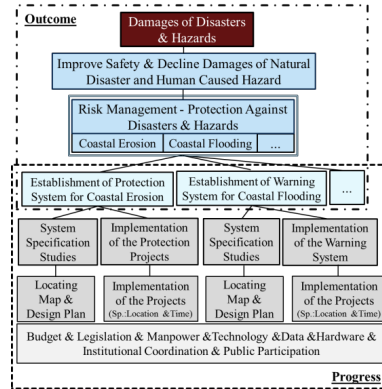 Outcome
Damages of Disasters
& Hazards
Improve Safety & Decline Damages of Natural
Disaster and Human Caused Hazard
Risk Management - Protection Against
Disasters & Hazards
Coastal Erosion
Coastal Flooding
...
Establishment of Protection
System for Coastal Erosion
Establishment of Warning
System for Coastal Flooding
...
System
Specification
Studies
Implementation
of the Protection
Projects
System
Specification
Studies
Implementation
of the Warning
System
Locating
Map &
Design Plan
Implementation
of the Projects
(Sp.:Location &Time)
Locating
Map &
Design Plan
Implementation
of the Projects
(Sp.:Location &Time)
Budget & Legislation & Manpower &Technology &Data &Hardware &
Institutional Coordination & Public Participation
Progress